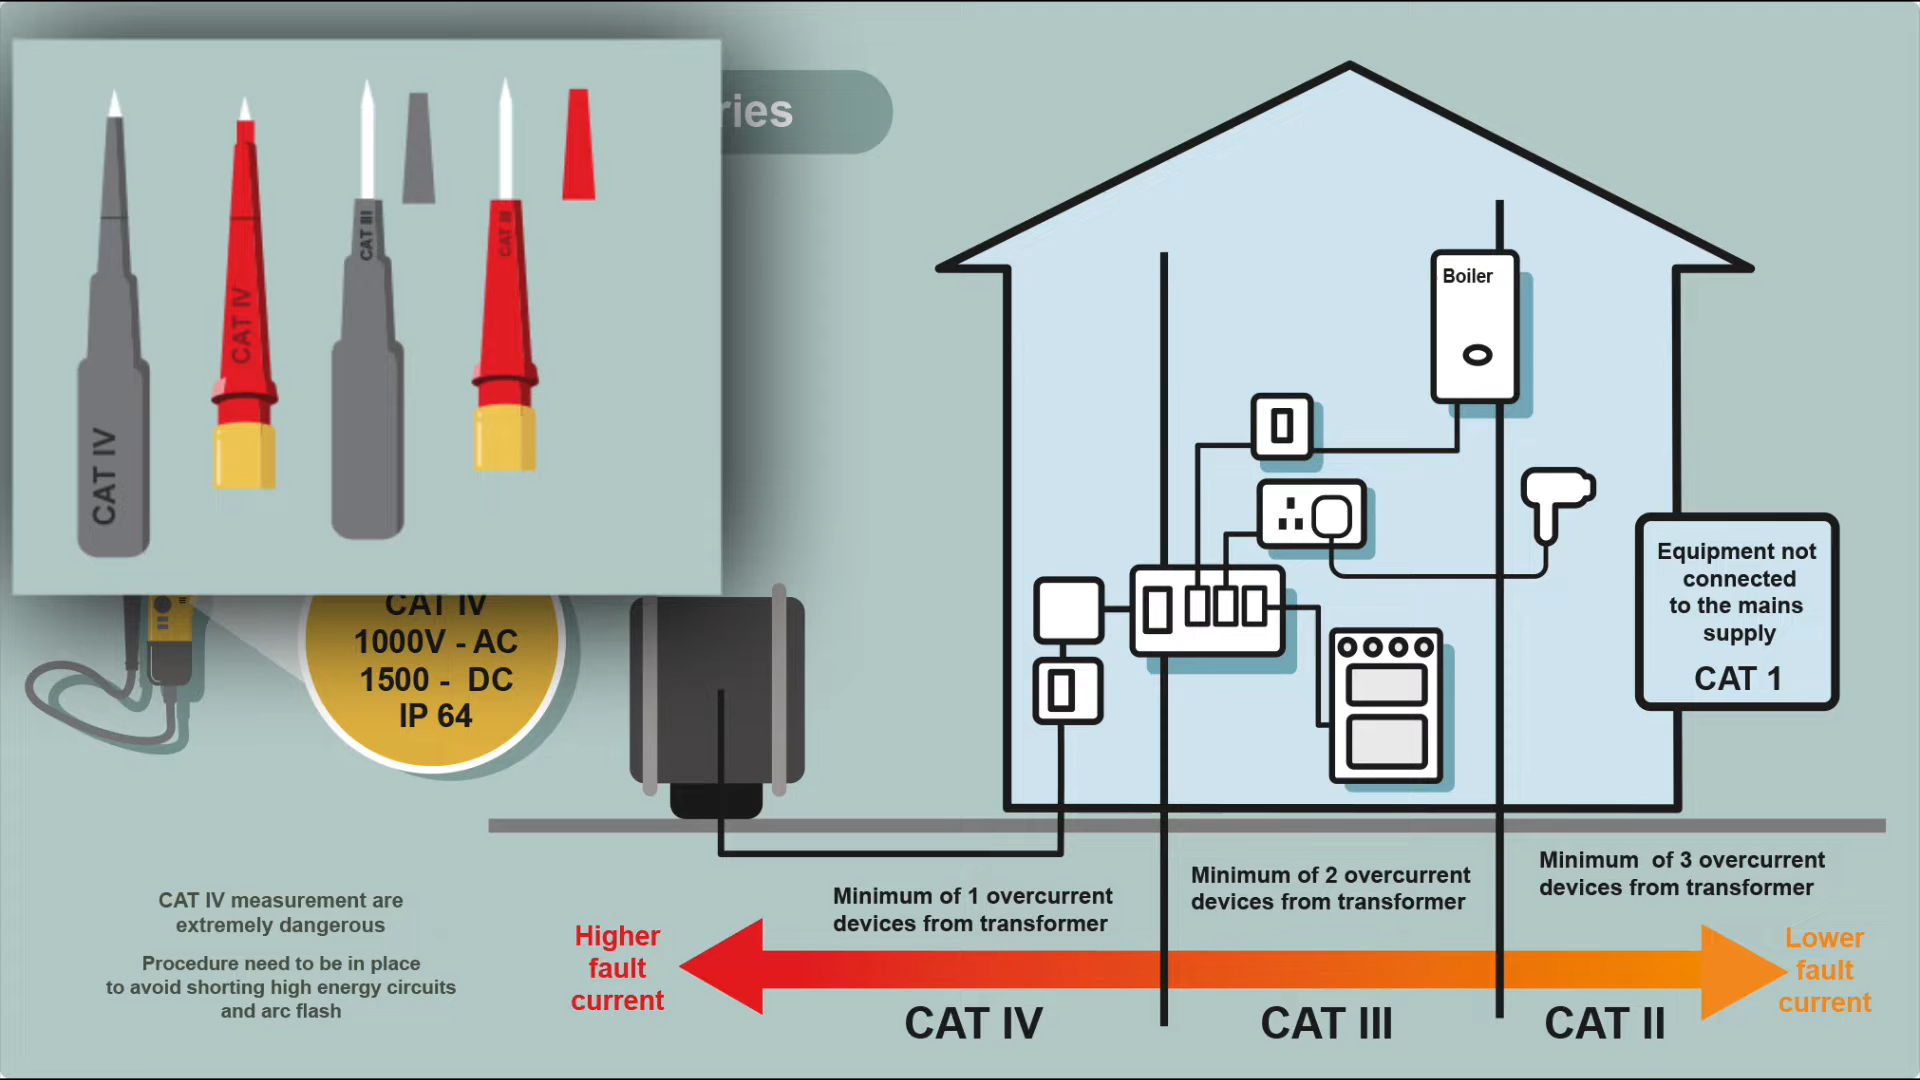 ries
CAT IV
CAT IV
CAT III
CAT III
CAT IV
1000V - AC
1500 - DC
IP 64
Boiler
Equipment not
connected
to the mains
supply
CAT 1
CAT IV measurement are
extremely dangerous
Procedure need to be in place
to avoid shorting high energy circuits
and arc flash
Minimum of 1 overcurrent
devices from transformer
Minimum of 2 overcurrent
devices from transformer
Minimum of 3 overcurrent
devices from transformer
Higher
fault
current
Lower
fault
current
CAT IV
CAT III
CAT II